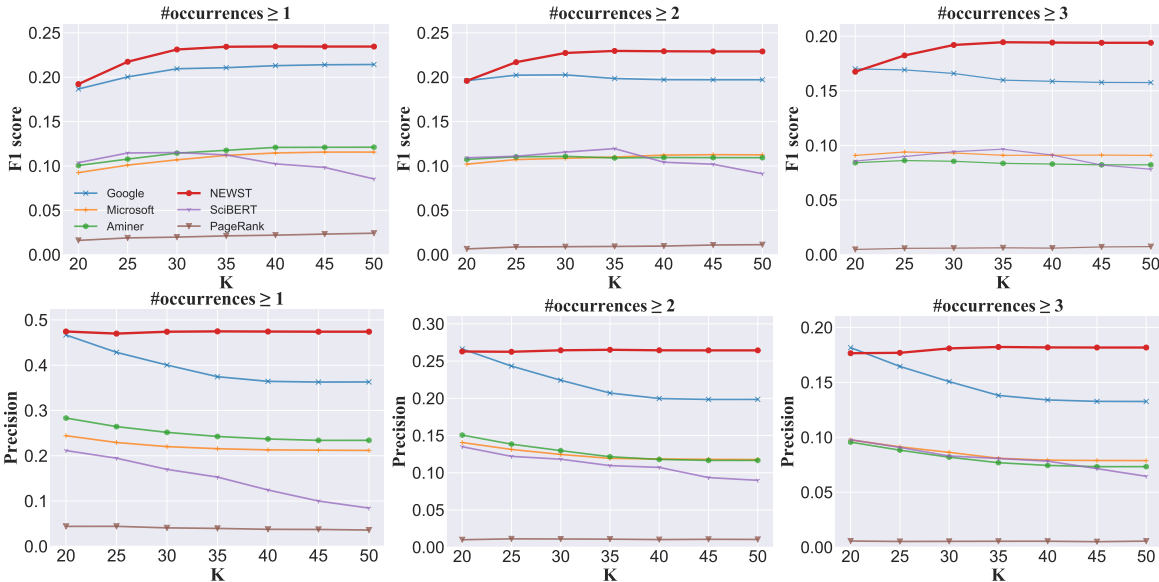 #occurrences ≥ 1
F1 score
0.25
0.20
0.15
0.10
0.05
0.00
Google
Microsoft
Aminer
NEWST
SciBERT
PageRank
20 25 30 35 40 45 50
K
#occurrences ≥ 2
F1 score
0.25
0.20
0.15
0.10
0.05
0.00
20 25 30 35 40 45 50
K
#occurrences ≥ 3
F1 score
0.20
0.15
0.10
0.05
0.00
20 25 30 35 40 45 50
K
#occurrences ≥ 1
Precision
0.5
0.4
0.3
0.2
0.1
0.0
20 25 30 35 40 45 50
K
#occurrences ≥ 2
Precision
0.30
0.25
0.20
0.15
0.10
0.05
0.00
20 25 30 35 40 45 50
K
#occurrences ≥ 3
Precision
0.20
0.15
0.10
0.05
0.00
20 25 30 35 40 45 50
K